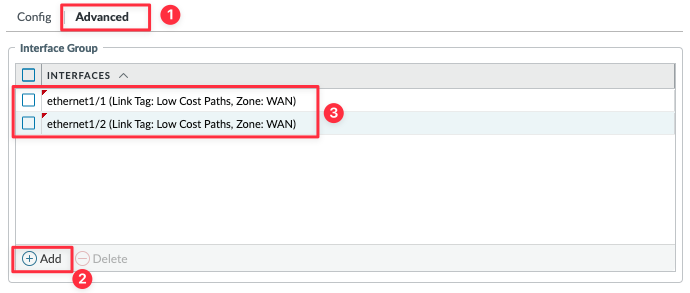 Config Advanced 1
Interface Group
INTERFACES
ethernet1/1 (Link Tag: Low Cost Paths, Zone: WAN)
3
ethernet1/2 (Link Tag: Low Cost Paths, Zone: WAN)
Add Delete
2